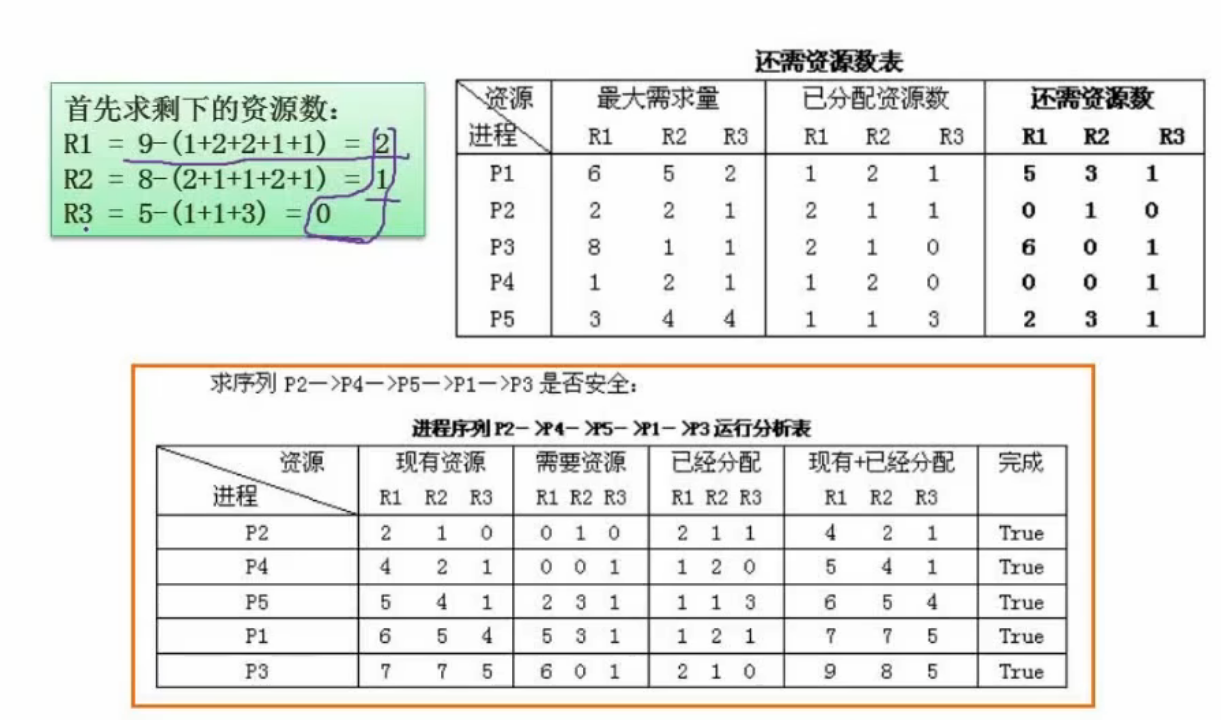 首先求剩下的资源数:
R1 = 9-(1+2+2+1+1) = 2
R2 = 8-(2+1+1+2+1) = 1
R3 = 5-(1+1+3) = 0
还需资源数表
资源 最大需求量 已分配资源数 还需资源数
进程 R1 R2 R3 R1 R2 R3 R1 R2 R3
P1 6 5 2 1 2 1 5 3 1
P2 2 2 1 2 1 1 0 1 0
P3 8 1 1 2 1 0 6 0 1
P4 1 2 1 1 2 0 0 0 1
P5 3 4 4 1 1 3 2 3 1
求序列 P2—>P4—>P5—>P1—>P3 是否安全:
进程序列 P2—>P4—>P5—>P1—>P3 运行分析表
资源 现有资源 需要资源 已经分配 现有+已经分配 完成
进程 R1 R2 R3 R1 R2 R3 R1 R2 R3 R1 R2 R3
P2 2 1 0 0 1 0 2 1 1 4 2 1 True
P4 4 2 1 0 0 1 1 2 0 5 4 1 True
P5 5 4 1 2 3 1 1 1 3 6 5 4 True
P1 6 5 4 5 3 1 1 2 1 7 7 5 True
P3 7 7 5 6 0 1 2 1 0 9 8 5 True